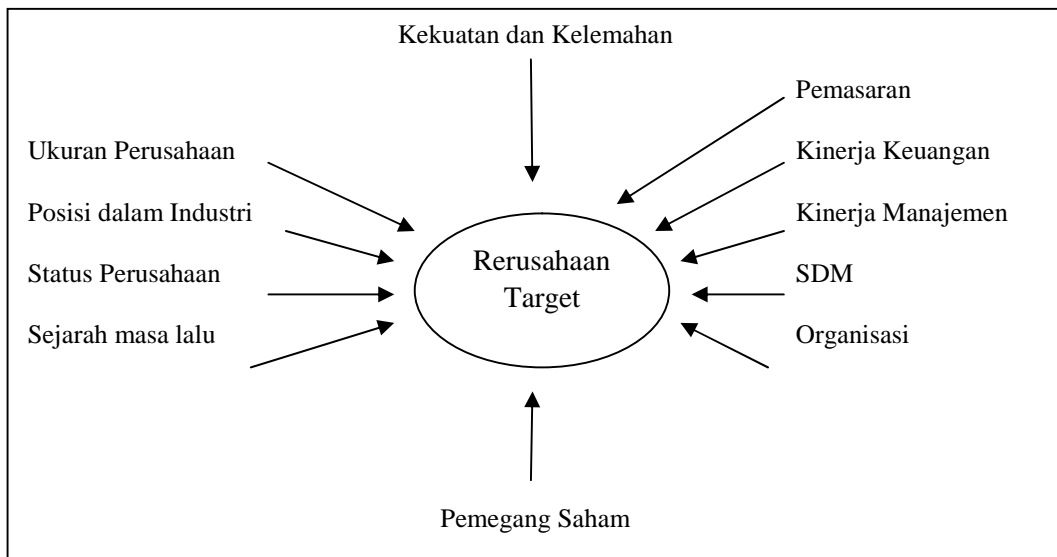 Kekuatan dan Kelemahan
Pemasaran
Ukuran Perusahaan
Kinerja Keuangan
Posisi dalam Industri
Kinerja Manajemen
Rerusahaan
Target
Status Perusahaan
SDM
Sejarah masa lalu
Organisasi
Pemegang Saham